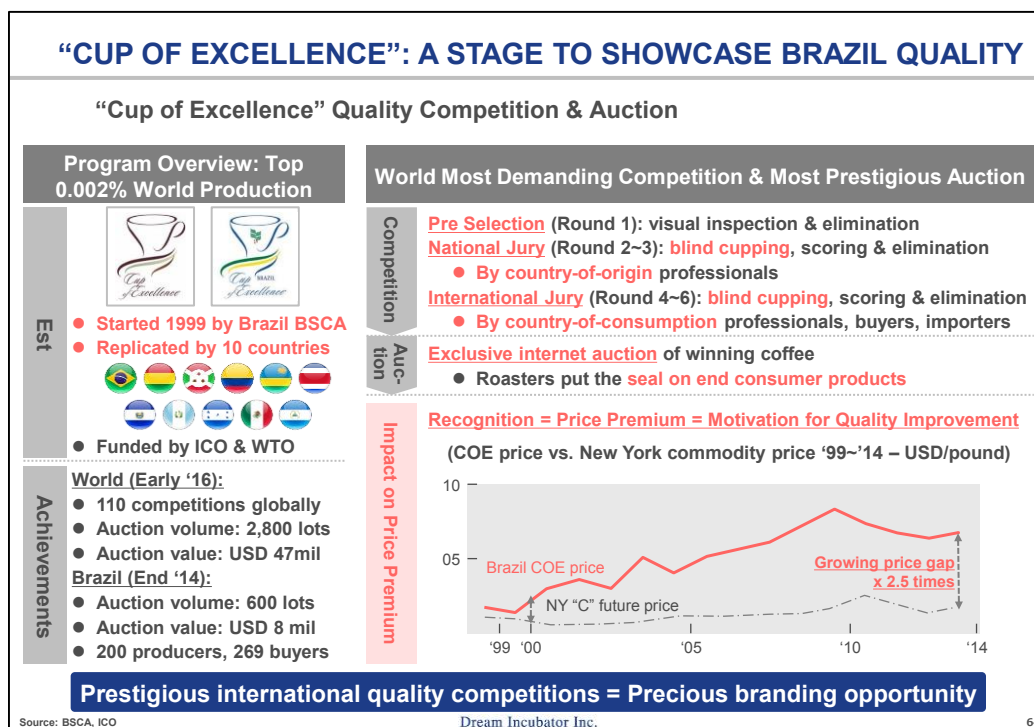 “CUP OF EXCELLENCE”: A STAGE TO SHOWCASE BRAZIL QUALITY
“Cup of Excellence” Quality Competition & Auction
Program Overview: Top
0.002% World Production
Est
Cup
of Excellence
BRAZIL
Cup
of Excellence
● Started 1999 by Brazil BSCA
● Replicated by 10 countries
● Funded by ICO & WTO
Achievements
World (Early ‘16):
● 110 competitions globally
● Auction volume: 2,800 lots
● Auction value: USD 47mil
Brazil (End ‘14):
● Auction volume: 600 lots
● Auction value: USD 8 mil
● 200 producers, 269 buyers
World Most Demanding Competition & Most Prestigious Auction
Competition
Pre Selection (Round 1): visual inspection & elimination
National Jury (Round 2~3): blind cupping, scoring & elimination
● By country-of-origin professionals
International Jury (Round 4~6): blind cupping, scoring & elimination
● By country-of-consumption professionals, buyers, importers
Auc-
tion
Exclusive internet auction of winning coffee
● Roasters put the seal on end consumer products
Impact on Price Premium
Recognition = Price Premium = Motivation for Quality Improvement
(COE price vs. New York commodity price ‘99~’14 – USD/pound)
10
05
Brazil COE price
NY “C” future price
Growing price gap
x 2.5 times
‘99 ‘00 ‘05 ‘10 ‘14
Prestigious international quality competitions = Precious branding opportunity
Source: BSCA, ICO
Dream Incubator Inc.
6